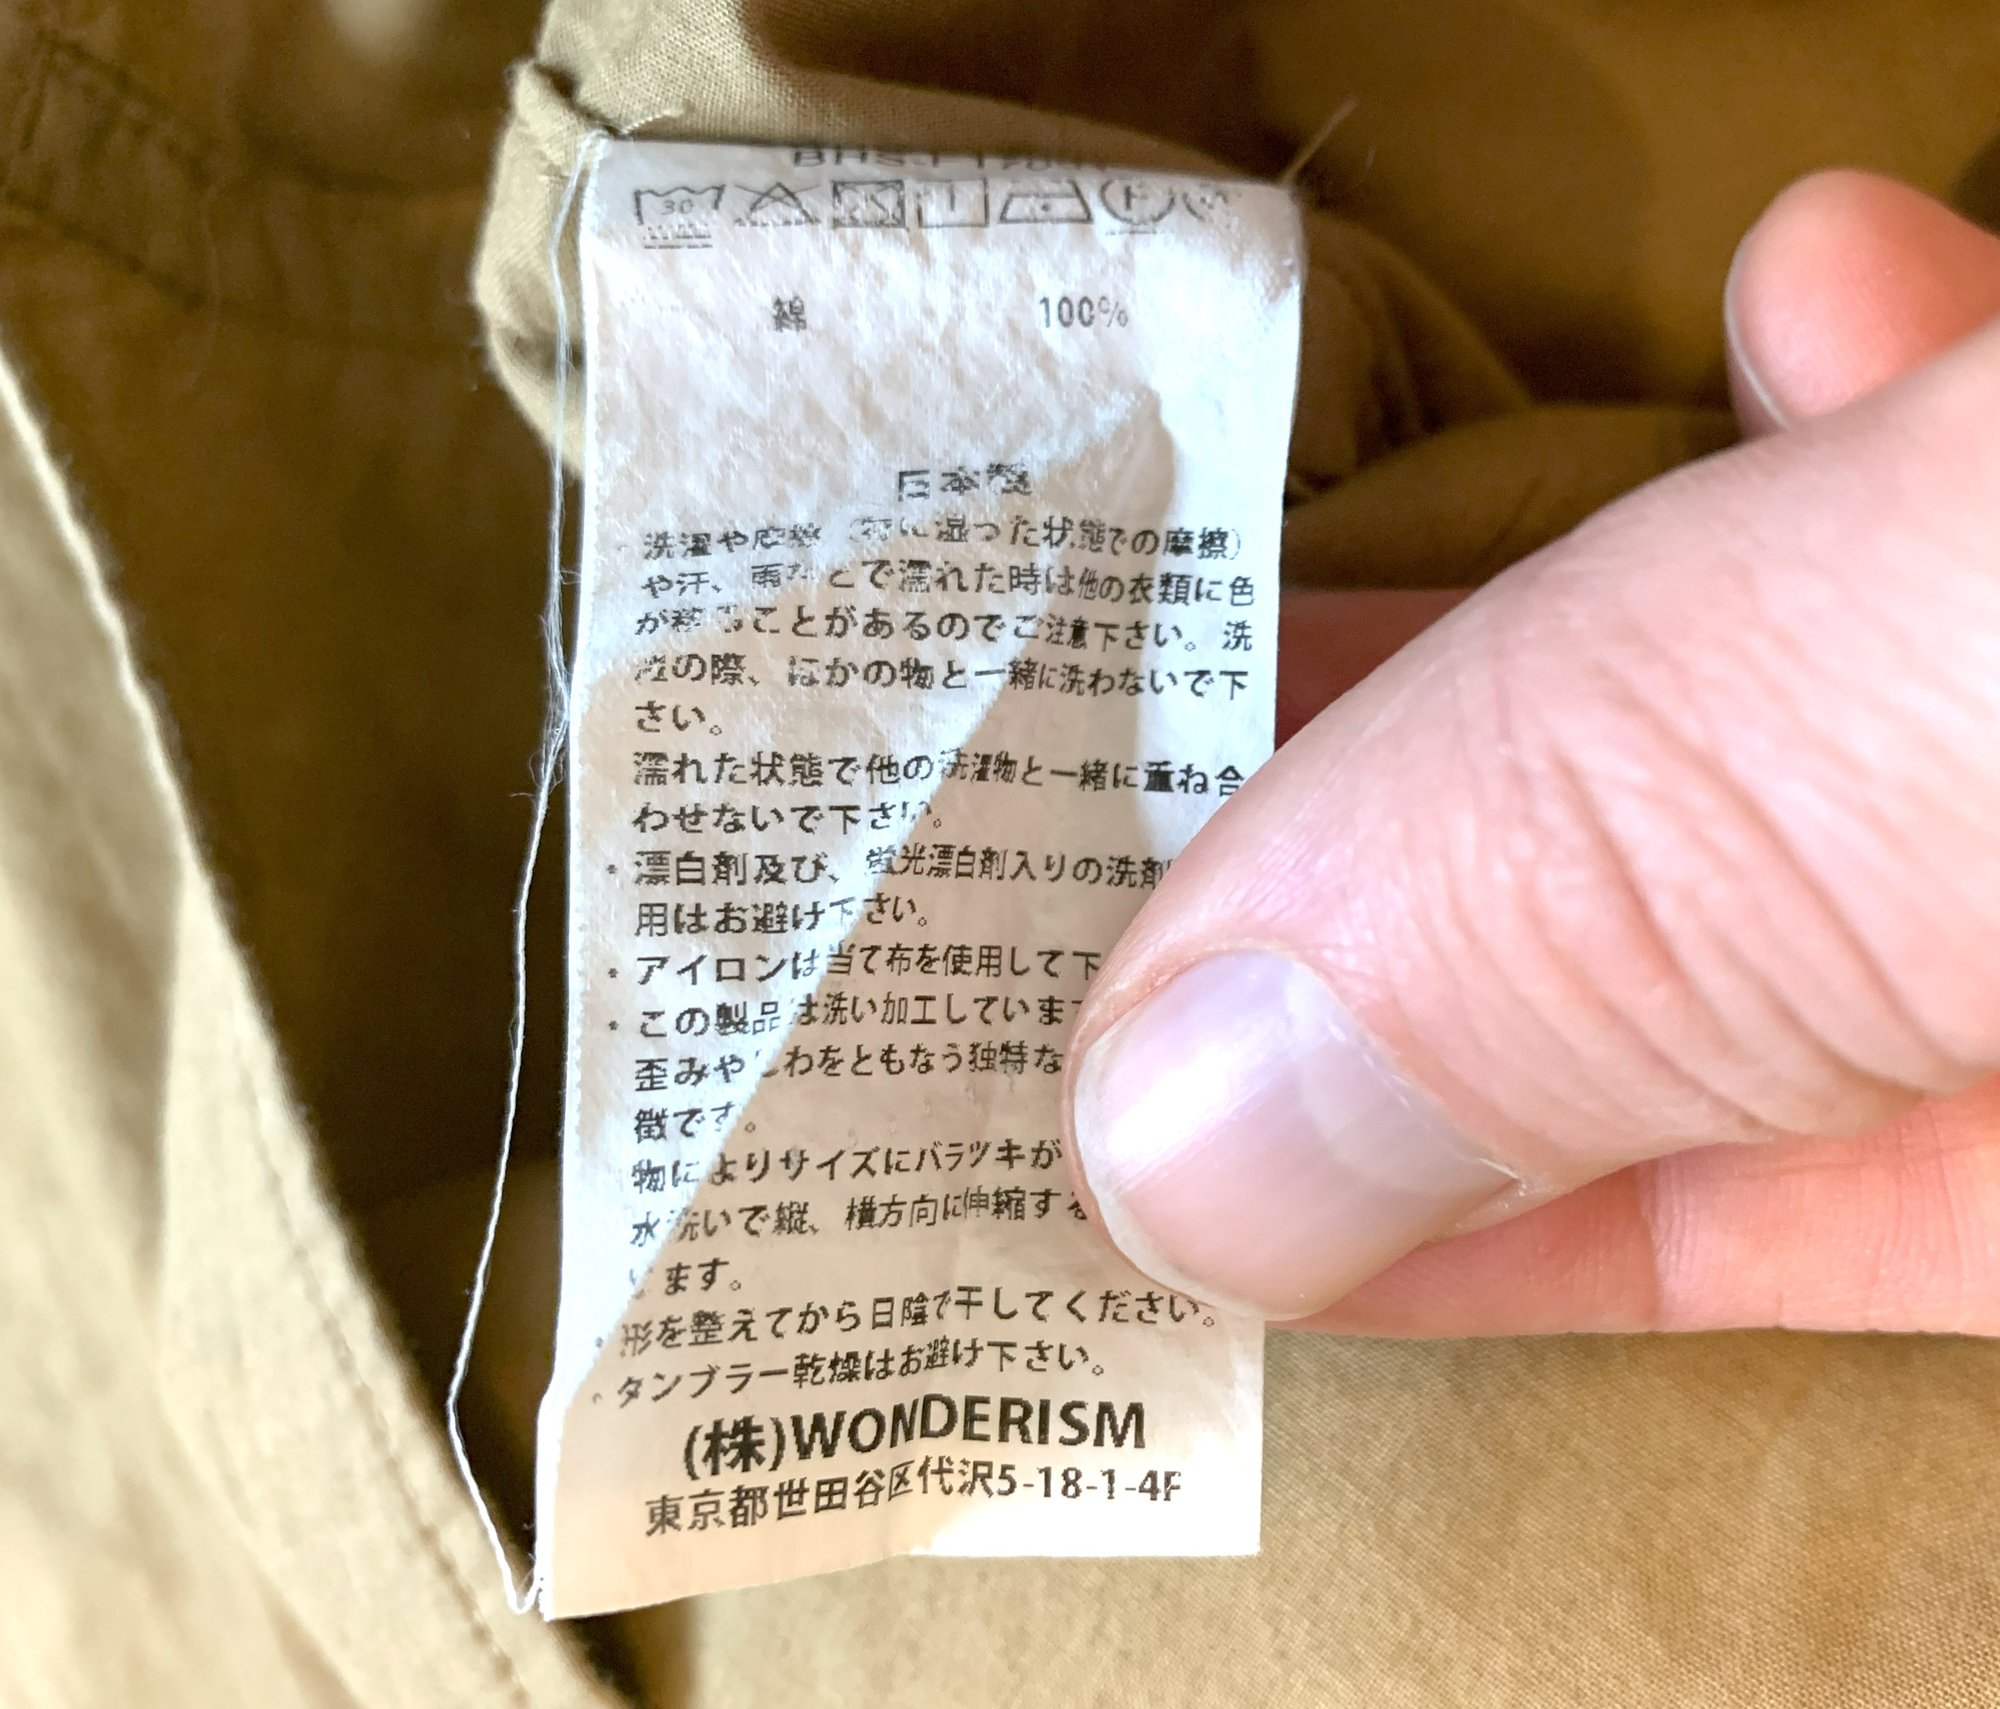 30
綿 100%
日本製
・洗濯や摩擦（特に湿った状態での摩擦）
や汗、雨などで濡れた時は他の衣類に色
が移ることがあるのでご注意下さい。洗
濯の際、ほかの物と一緒に洗わないで下
さい。
濡れた状態で他の洗濯物と一緒に重ね合
わせないで下さい。
・漂白剤及び、蛍光漂白剤入りの洗剤
用はお避け下さい。
・アイロンは当て布を使用して下
・この製品は洗い加工していま
歪みやしわをともなう独特な
徴です。
物によりサイズにバラツキが
水洗いで縦、横方向に伸縮する
ります。
・形を整えてから日陰で干してください。
・タンブラー乾燥はお避け下さい。
(株)WONDERISM
東京都世田谷区代沢5-18-1-4F